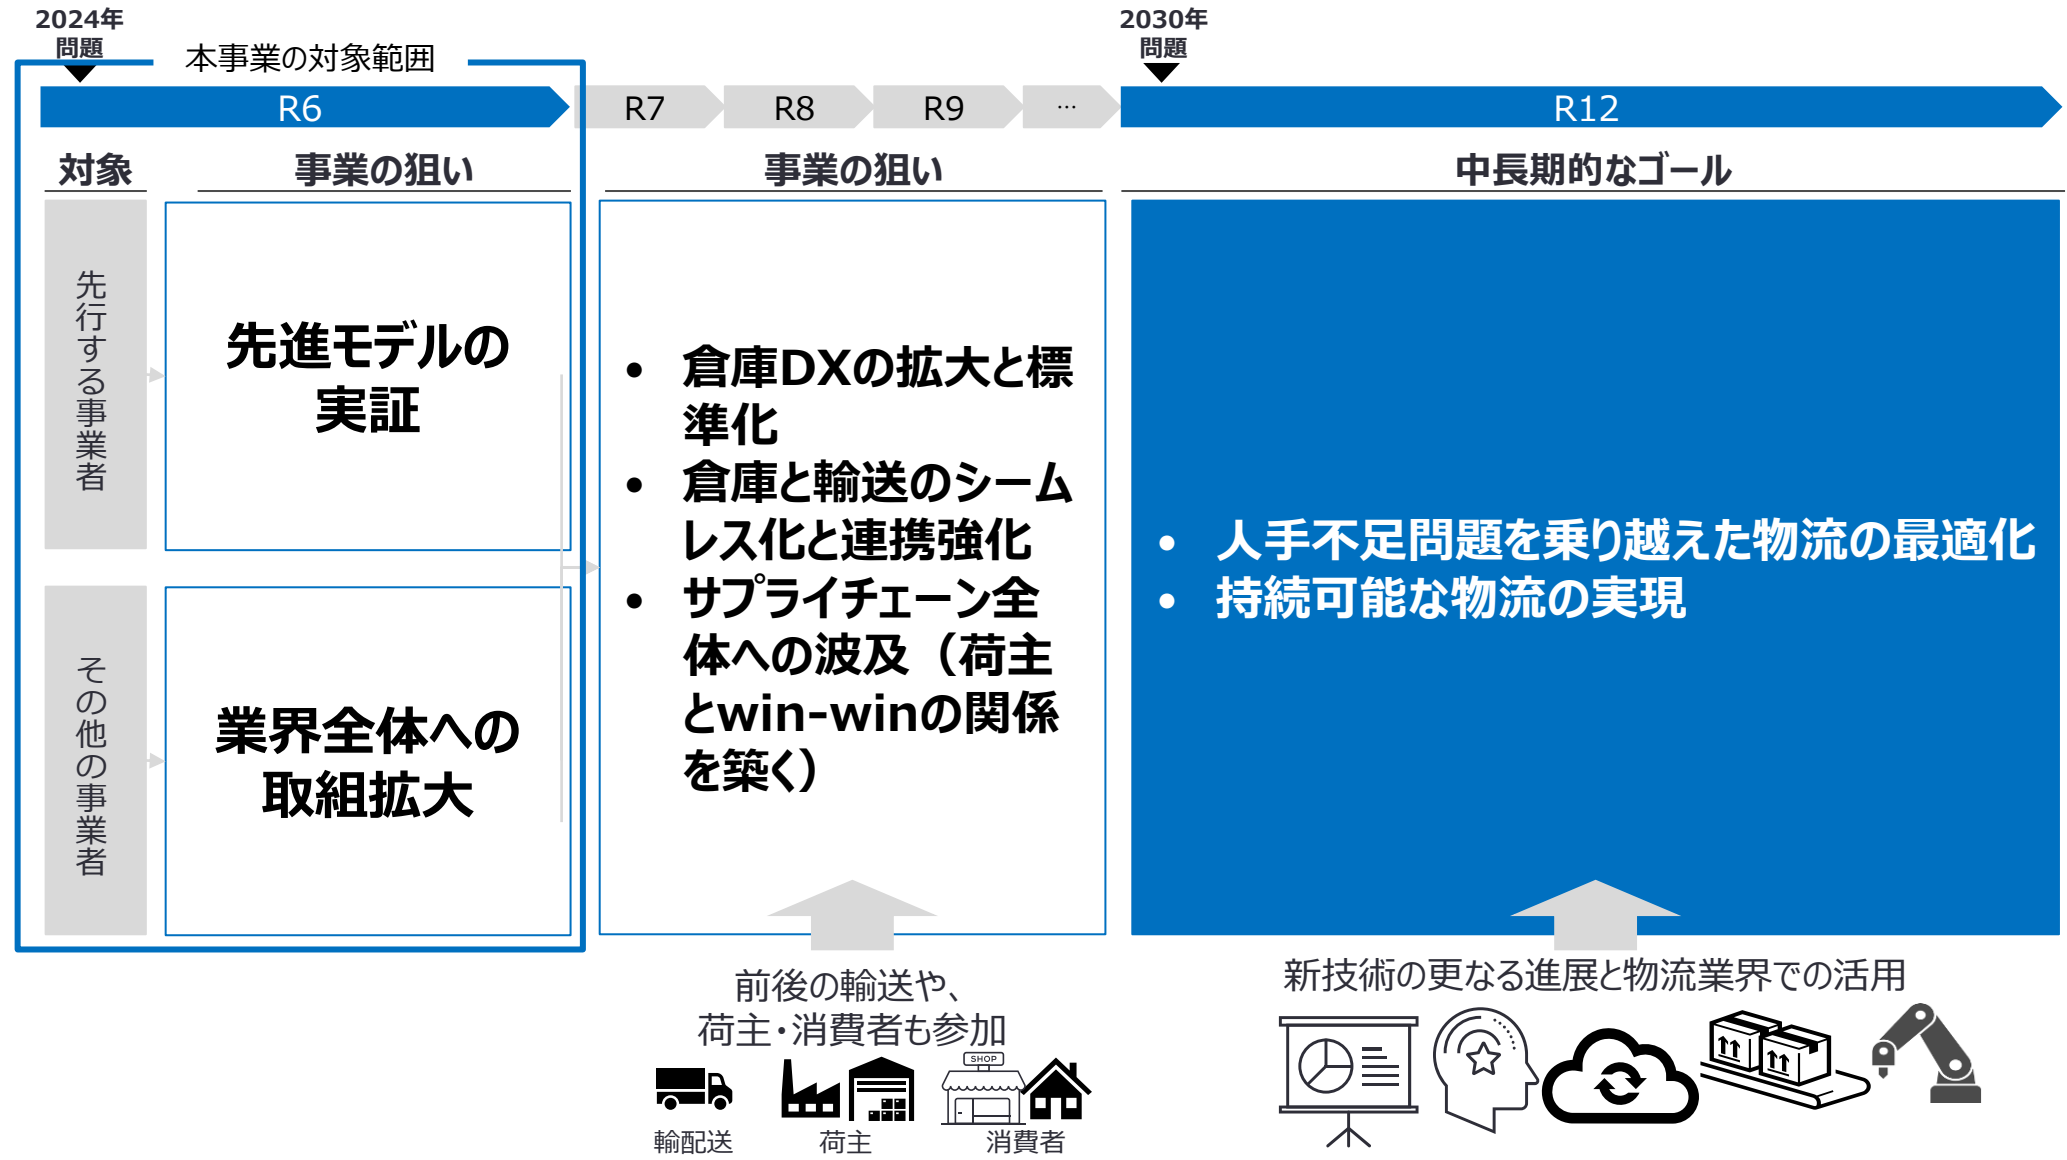 2024年
問題
本事業の対象範囲
2030年
問題
R6
R7
R8
R9
…
R12
対象
事業の狙い
事業の狙い
中長期的なゴール
先行する事業者
先進モデルの
実証
その他の事業者
業界全体への
取組拡大
• 倉庫DXの拡大と標
準化
• 倉庫と輸送のシーム
レス化と連携強化
• サプライチェーン全
体への波及（荷主
とwin-winの関係
を築く）
• 人手不足問題を乗り越えた物流の最適化
• 持続可能な物流の実現
前後の輸送や、
荷主・消費者も参加
SHOP
輸配送
荷主
消費者
新技術の更なる進展と物流業界での活用